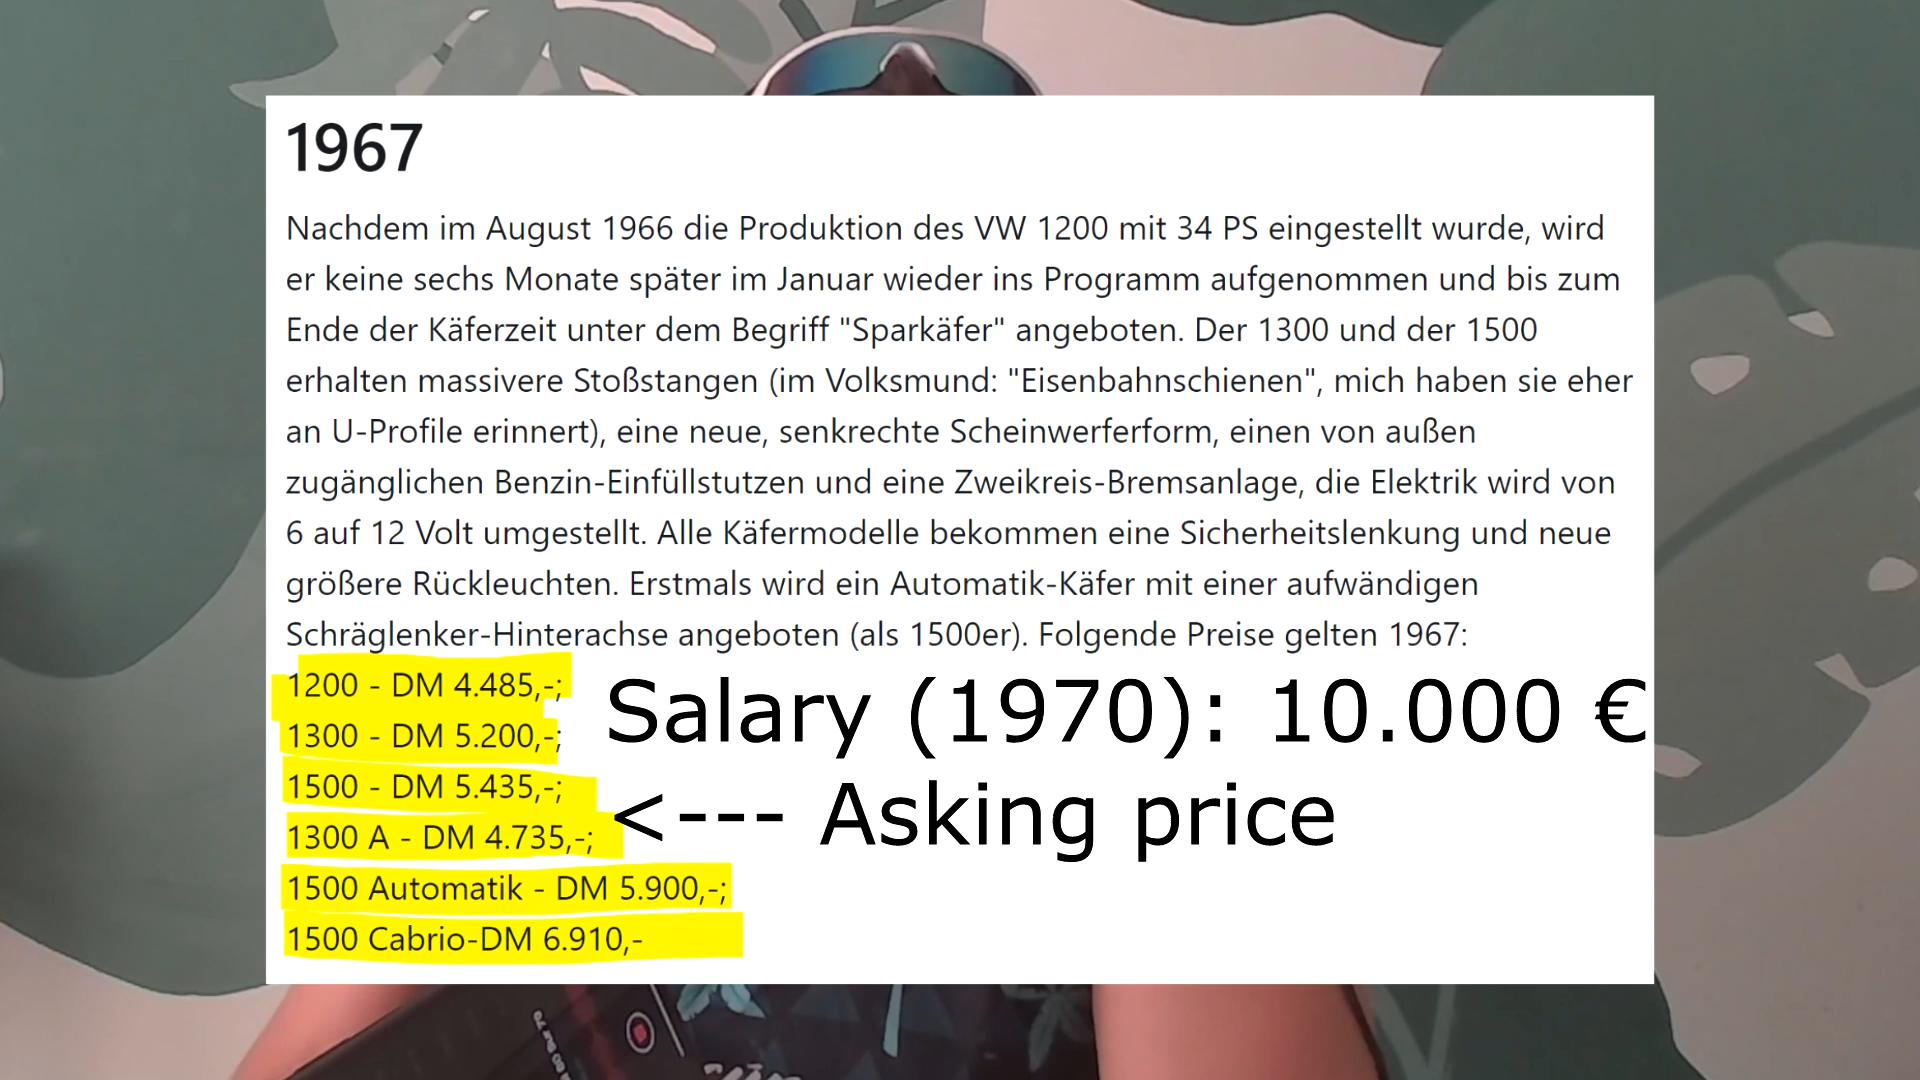 1967
Nachdem im August 1966 die Produktion des VW 1200 mit 34 PS eingestellt wurde, wird
er keine sechs Monate später im Januar wieder ins Programm aufgenommen und bis zum
Ende der Käferzeit unter dem Begriff "Sparkäfer" angeboten. Der 1300 und der 1500
erhalten massivere Stoßstangen (im Volksmund: "Eisenbahnschienen", mich haben sie eher
an U-Profile erinnert), eine neue, senkrechte Scheinwerferform, einen von außen
zugänglichen Benzin-Einfüllstutzen und eine Zweikreis-Bremsanlage, die Elektrik wird von
6 auf 12 Volt umgestellt. Alle Käfermodelle bekommen eine Sicherheitslenkung und neue
größere Rückleuchten. Erstmals wird ein Automatik-Käfer mit einer aufwändigen
Schräglenker-Hinterachse angeboten (als 1500er). Folgende Preise gelten 1967:
1200 - DM 4.485,-;
1300 - DM 5.200,-;
1500 - DM 5.435,-;
1300 A - DM 4.735,-;
1500 Automatik - DM 5.900,-;
1500 Cabrio-DM 6.910,-
Salary (1970): 10.000 €
<--- Asking price